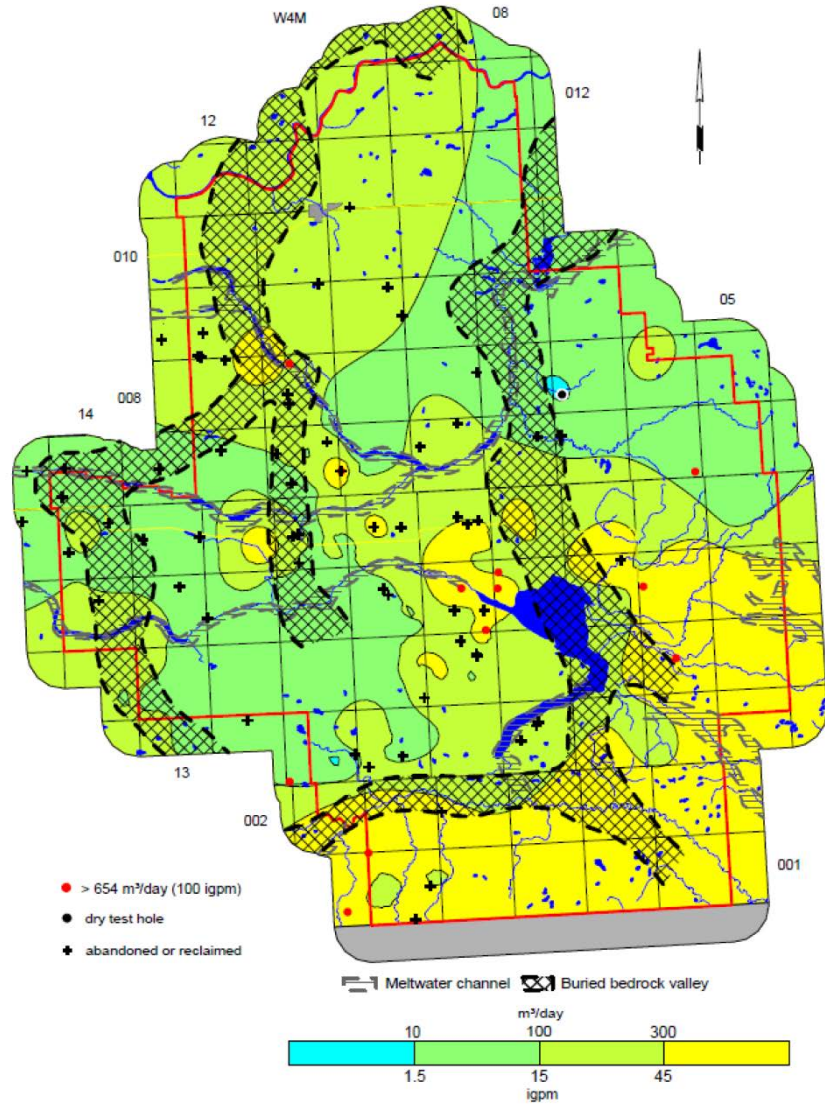 W4M
08
012
12
010
05
008
14
13
002
001
> 654 m³/day (100 igpm)
dry test hole
abandoned or reclaimed
Meltwater channel
Buried bedrock valley
m³/day
10 100 300
1.5 15 45
igpm